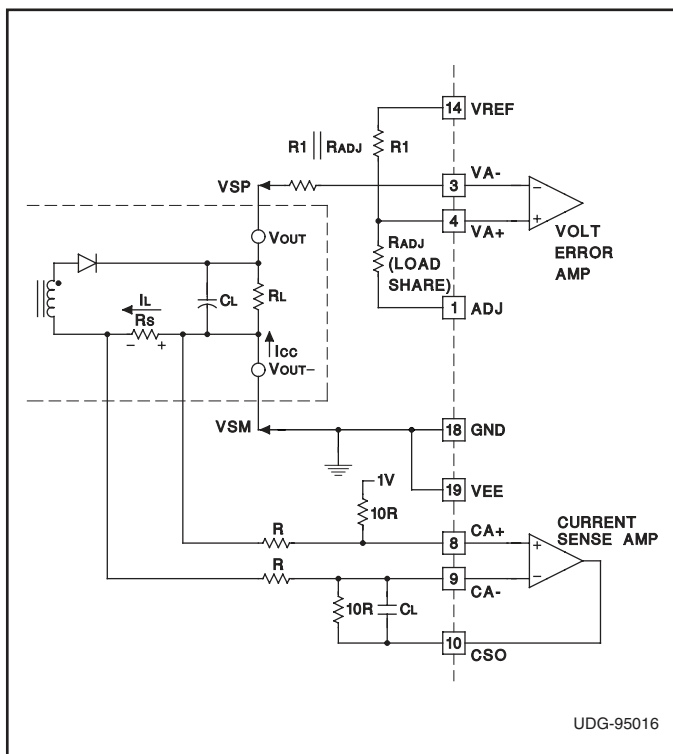 14 VREF
R1 || RADJ
R1
VSP
VA-
3
4 VA+
VOLT
ERROR
AMP
VOUT
RADJ
(LOAD
SHARE)
1 ADJ
IL
RS
- +
CL
RL
ICC
VOUT-
VSM
18 GND
19 VEE
1V
10R
CURRENT
SENSE AMP
R
CA+
8
R
9
CA-
10R
CL
10
CSO
+
-
-
+
UDG-95016